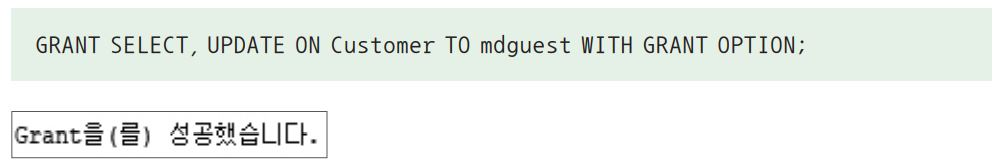 GRANT SELECT, UPDATE ON Customer TO mdguest WITH GRANT OPTION;
Grant을(를) 성공했습니다.